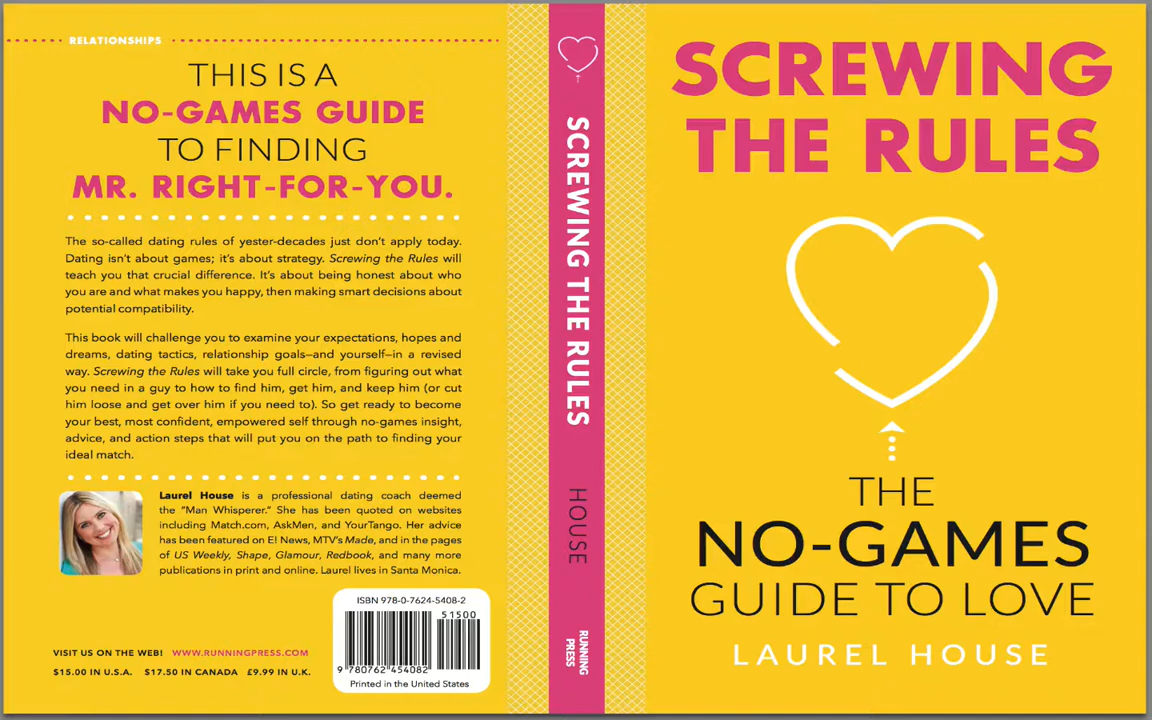 RELATIONSHIPS
THIS IS A
NO-GAMES GUIDE
TO FINDING
MR. RIGHT-FOR-YOU.
The so-called dating rules of yester-decades just don't apply today.
Dating isn't about games; it's about strategy. Screwing the Rules will
teach you that crucial difference. It's about being honest about who
you are and what makes you happy, then making smart decisions about
potential compatibility.
This book will challenge you to examine your expectations, hopes and
dreams, dating tactics, relationship goals—and yourself—in a revised
way. Screwing the Rules will take you full circle, from figuring out what
you need in a guy to how to find him, get him, and keep him (or cut
him loose and get over him if you need to). So get ready to become
your best, most confident, empowered self through no-games insight,
advice, and action steps that will put you on the path to finding your
ideal match.
Laurel House is a professional dating coach deemed
the "Man Whisperer." She has been quoted on websites
including Match.com, AskMen, and YourTango. Her advice
has been featured on E! News, MTV's Made, and in the pages
of US Weekly, Shape, Glamour, Redbook, and many more
publications in print and online. Laurel lives in Santa Monica.
ISBN 978-0-7624-5408-2
51500
9 780762 454082
Printed in the United States
VISIT US ON THE WEB! WWW.RUNNINGPRESS.COM
$15.00 IN U.S.A. $17.50 IN CANADA £9.99 IN U.K.
SCREWING THE RULES
HOUSE
RUNNING
PRESS
SCREWING
THE RULES
THE
NO-GAMES
GUIDE TO LOVE
LAUREL HOUSE